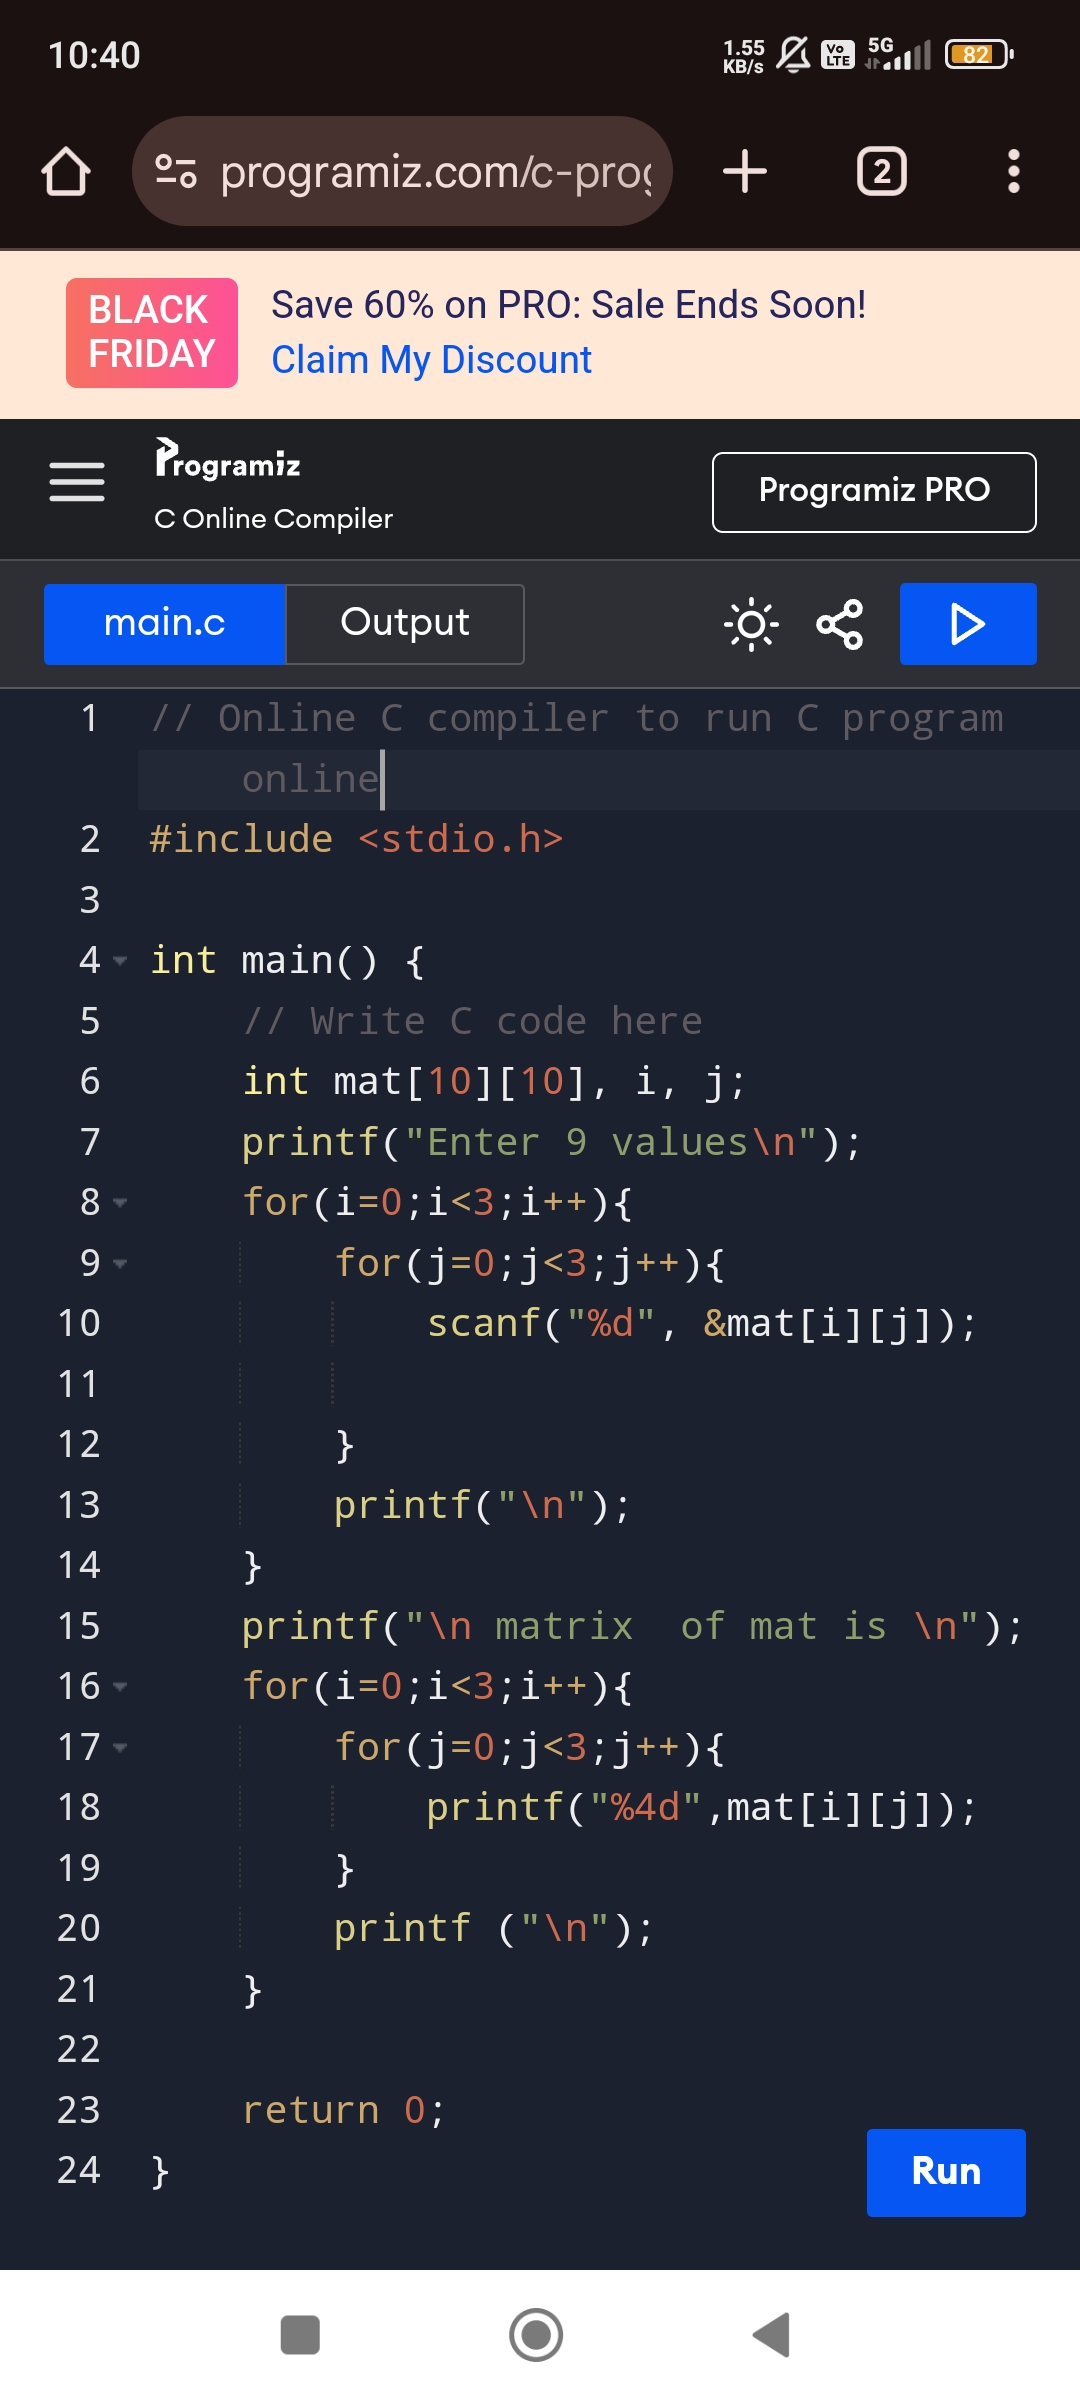 10:40
1.55
KB/s
Vo
LTE
5G
82
programiz.com/c-prog
2
BLACK
FRIDAY
Save 60% on PRO: Sale Ends Soon!
Claim My Discount
Programiz
C Online Compiler
Programiz PRO
main.c
Output
1 // Online C compiler to run C program
online
2 #include <stdio.h>
3
4 int main() {
5 // Write C code here
6 int mat[10][10], i, j;
7 printf("Enter 9 values\n");
8 for(i=0;i<3;i++){
9 for(j=0;j<3;j++){
10 scanf("%d", &mat[i][j]);
11
12 }
13 printf("\n");
14 }
15 printf("\n matrix  of mat is \n");
16 for(i=0;i<3;i++){
17 for(j=0;j<3;j++){
18 printf("%4d",mat[i][j]);
19 }
20 printf ("\n");
21 }
22
23 return 0;
24 }
Run